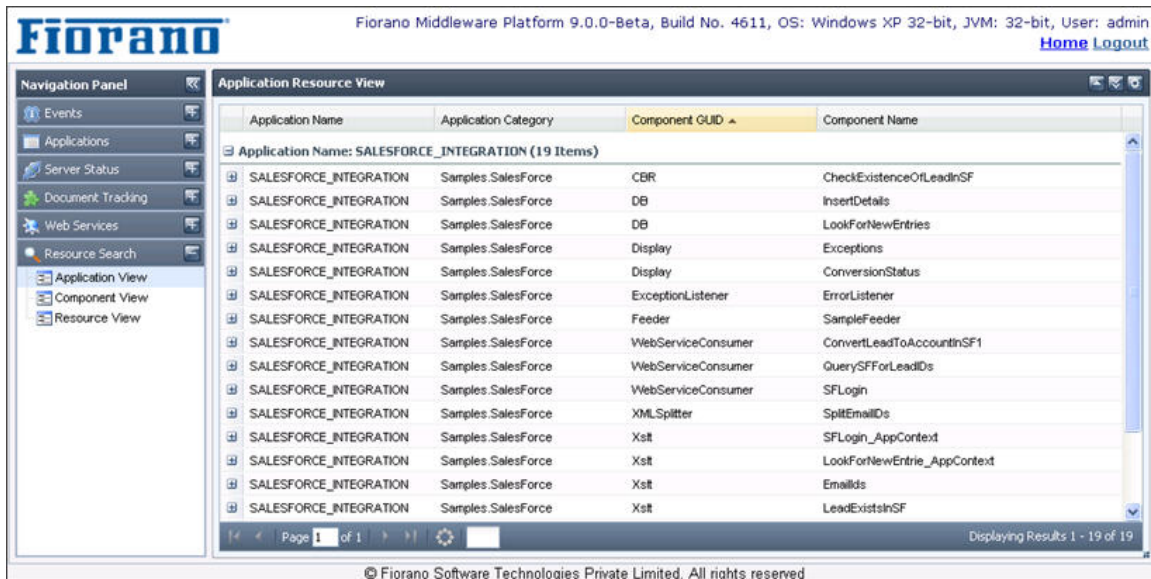 Fiorano
Fiorano Middleware Platform 9.0.0-Beta, Build No. 4611, OS: Windows XP 32-bit, JVM: 32-bit, User: admin
Home Logout
Navigation Panel
Events
Applications
Server Status
Document Tracking
Web Services
Resource Search
Application View
Component View
Resource View
Application Resource View
Application Name Application Category Component GUID Component Name
Application Name: SALESFORCE_INTEGRATION (19 Items)
SALESFORCE_INTEGRATION Samples.SalesForce CBR CheckExistenceOfLeadInSF
SALESFORCE_INTEGRATION Samples.SalesForce DB InsertDetails
SALESFORCE_INTEGRATION Samples.SalesForce DB LookForNewEntries
SALESFORCE_INTEGRATION Samples.SalesForce Display Exceptions
SALESFORCE_INTEGRATION Samples.SalesForce Display ConversionStatus
SALESFORCE_INTEGRATION Samples.SalesForce ExceptionListener ErrorListener
SALESFORCE_INTEGRATION Samples.SalesForce Feeder SampleFeeder
SALESFORCE_INTEGRATION Samples.SalesForce WebServiceConsumer ConvertLeadToAccountInSF1
SALESFORCE_INTEGRATION Samples.SalesForce WebServiceConsumer QuerySFForLeadIDs
SALESFORCE_INTEGRATION Samples.SalesForce WebServiceConsumer SFLogin
SALESFORCE_INTEGRATION Samples.SalesForce XMLSplitter SplitEmailIDs
SALESFORCE_INTEGRATION Samples.SalesForce Xslt SFLogin_AppContext
SALESFORCE_INTEGRATION Samples.SalesForce Xslt LookForNewEntrie_AppContext
SALESFORCE_INTEGRATION Samples.SalesForce Xslt EmailIds
SALESFORCE_INTEGRATION Samples.SalesForce Xslt LeadExistsInSF
Page 1 of 1 Displaying Results 1 - 19 of 19
© Fiorano Software Technologies Private Limited. All rights reserved